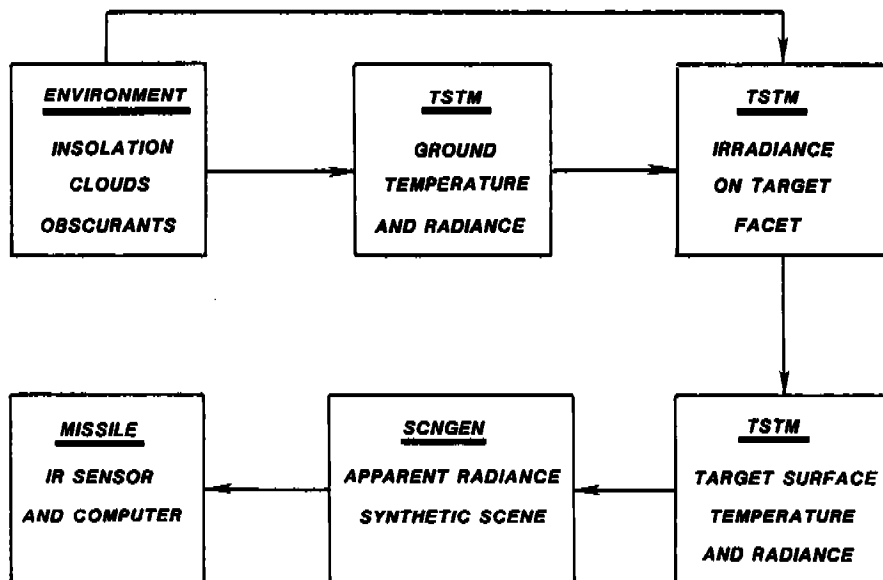 ENVIRONMENT
INSOLATION
CLOUDS
OBSCURANTS
TSTM
GROUND
TEMPERATURE
AND RADIANCE
TSTM
IRRADIANCE
ON TARGET
FACET
MISSILE
IR SENSOR
AND COMPUTER
SCNGEN
APPARENT RADIANCE
SYNTHETIC SCENE
TSTM
TARGET SURFACE
TEMPERATURE
AND RADIANCE